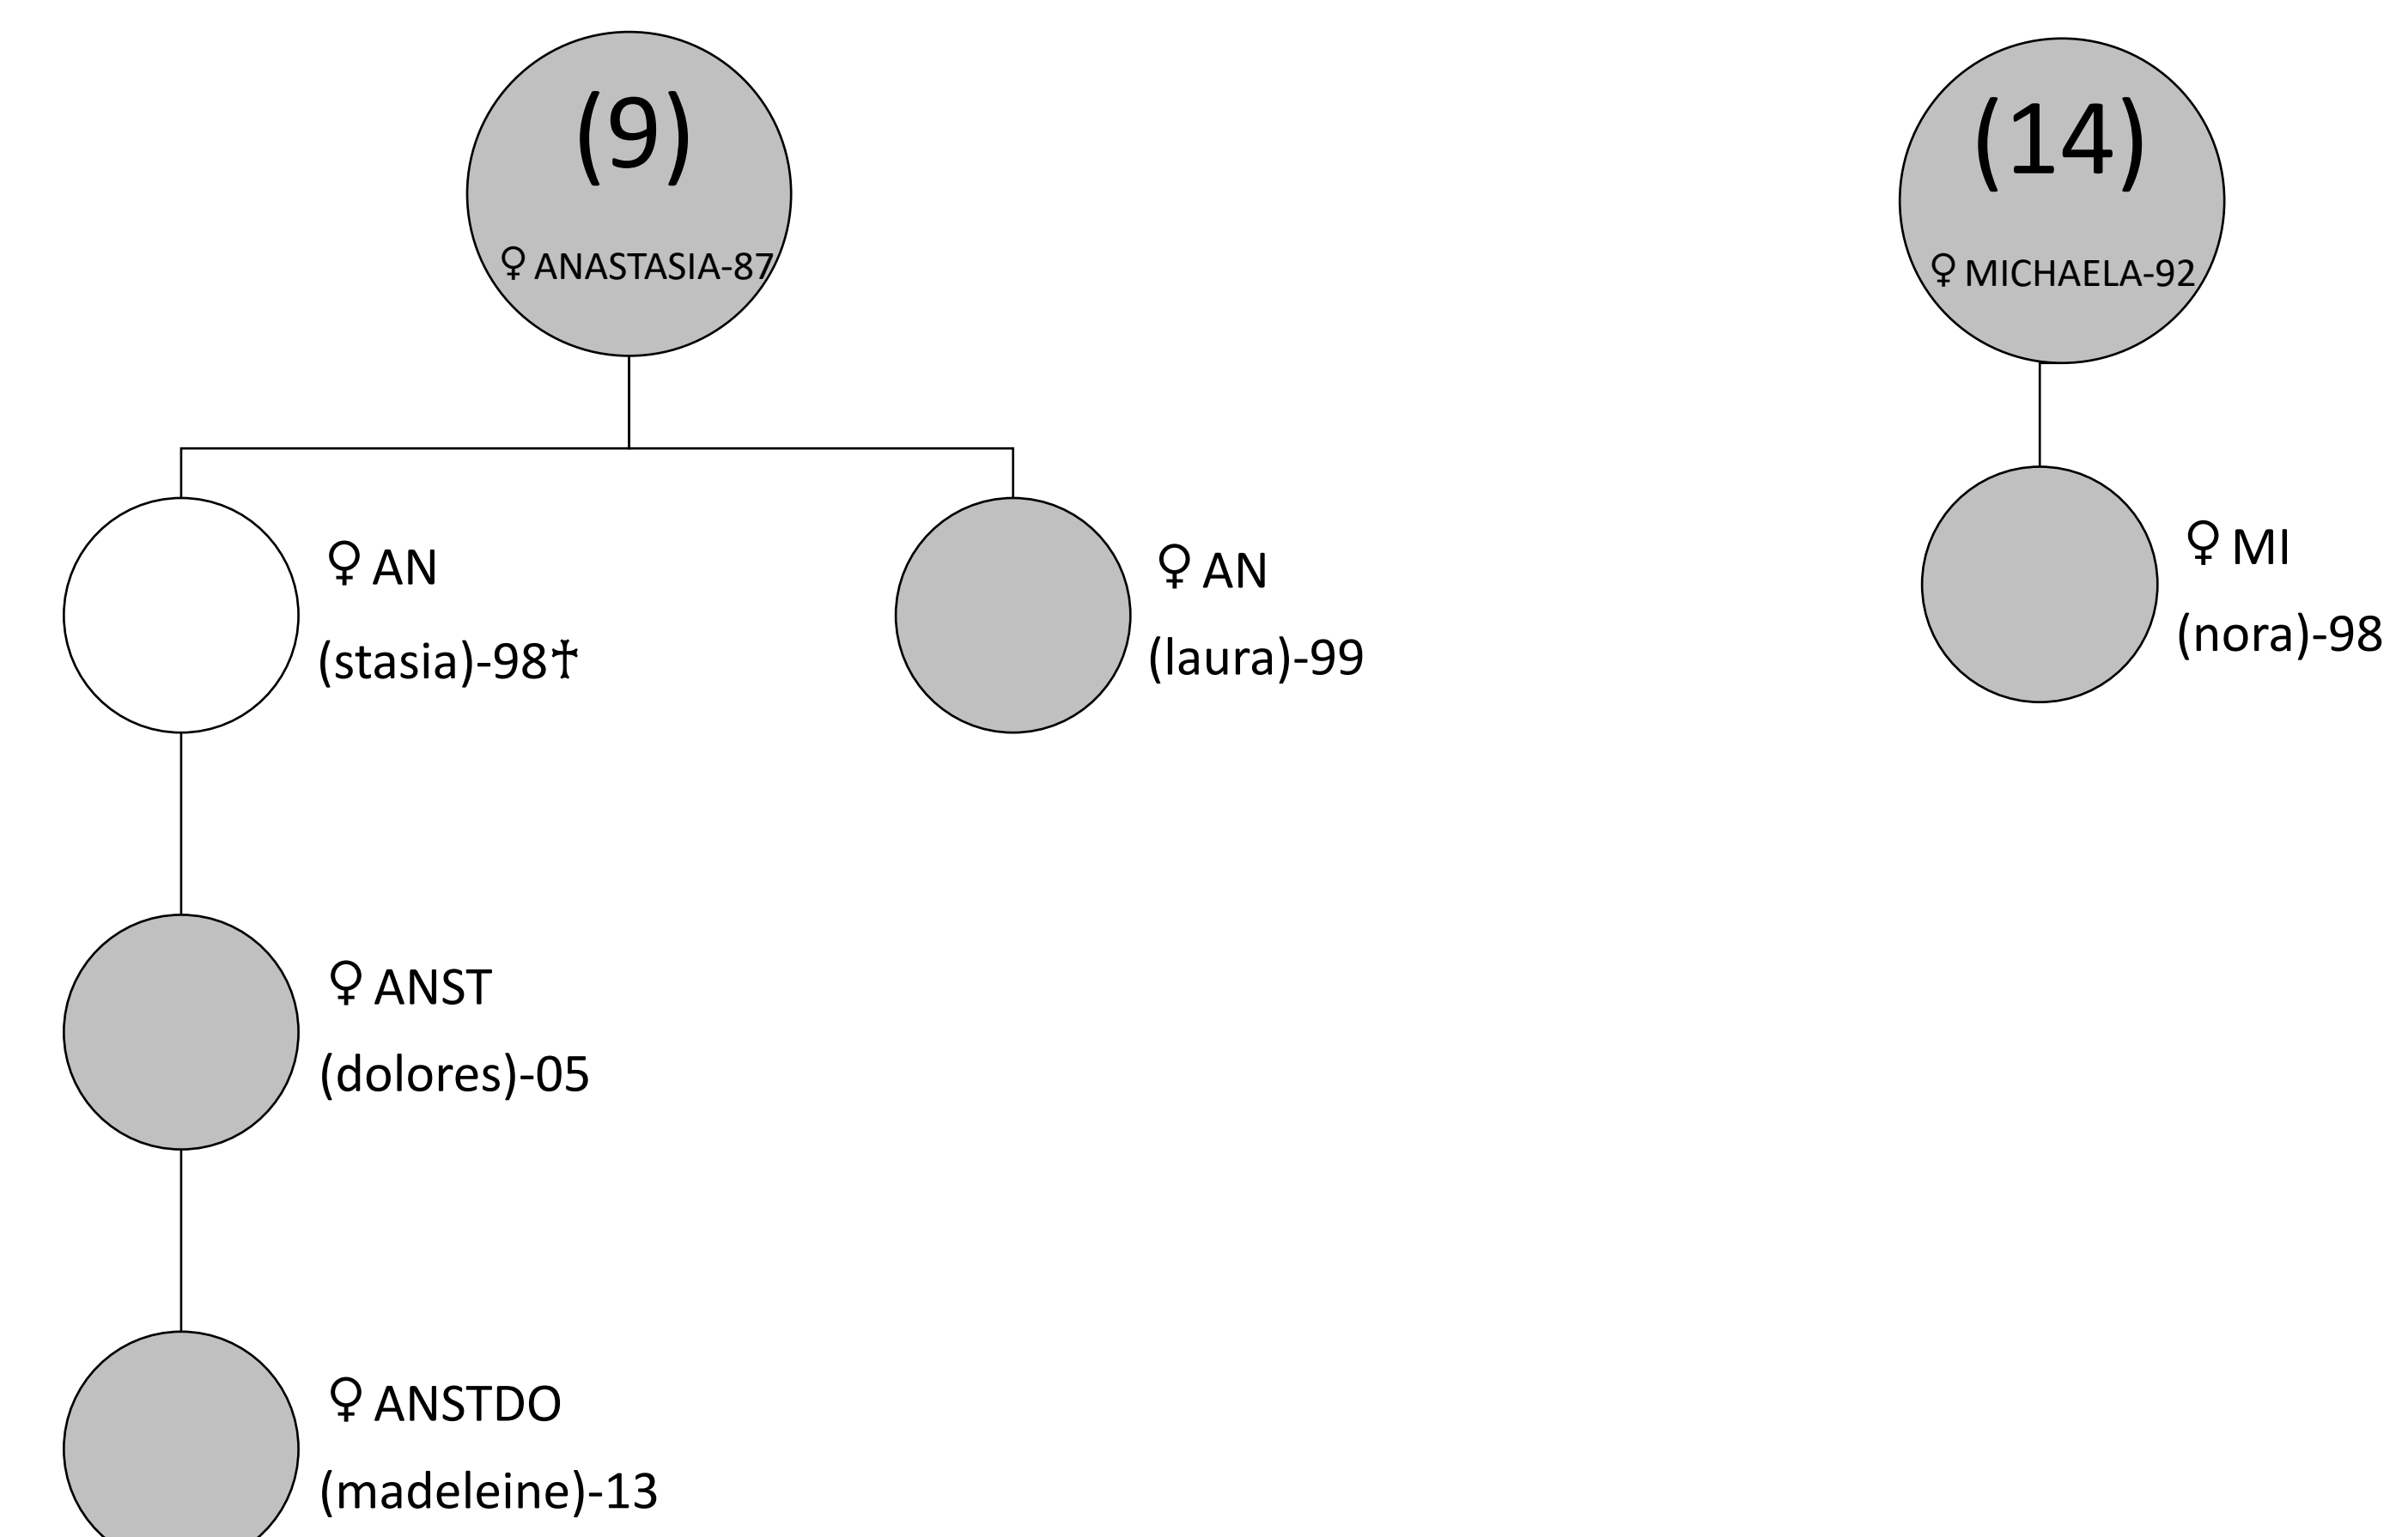 (9)
♀ ANASTASIA-87
(14)
♀ MICHAELA-92
♀ AN
(stasia)-98♰
♀ AN
(laura)-99
♀ MI
(nora)-98
♀ ANST
(dolores)-05
♀ ANSTDO
(madeleine)-13